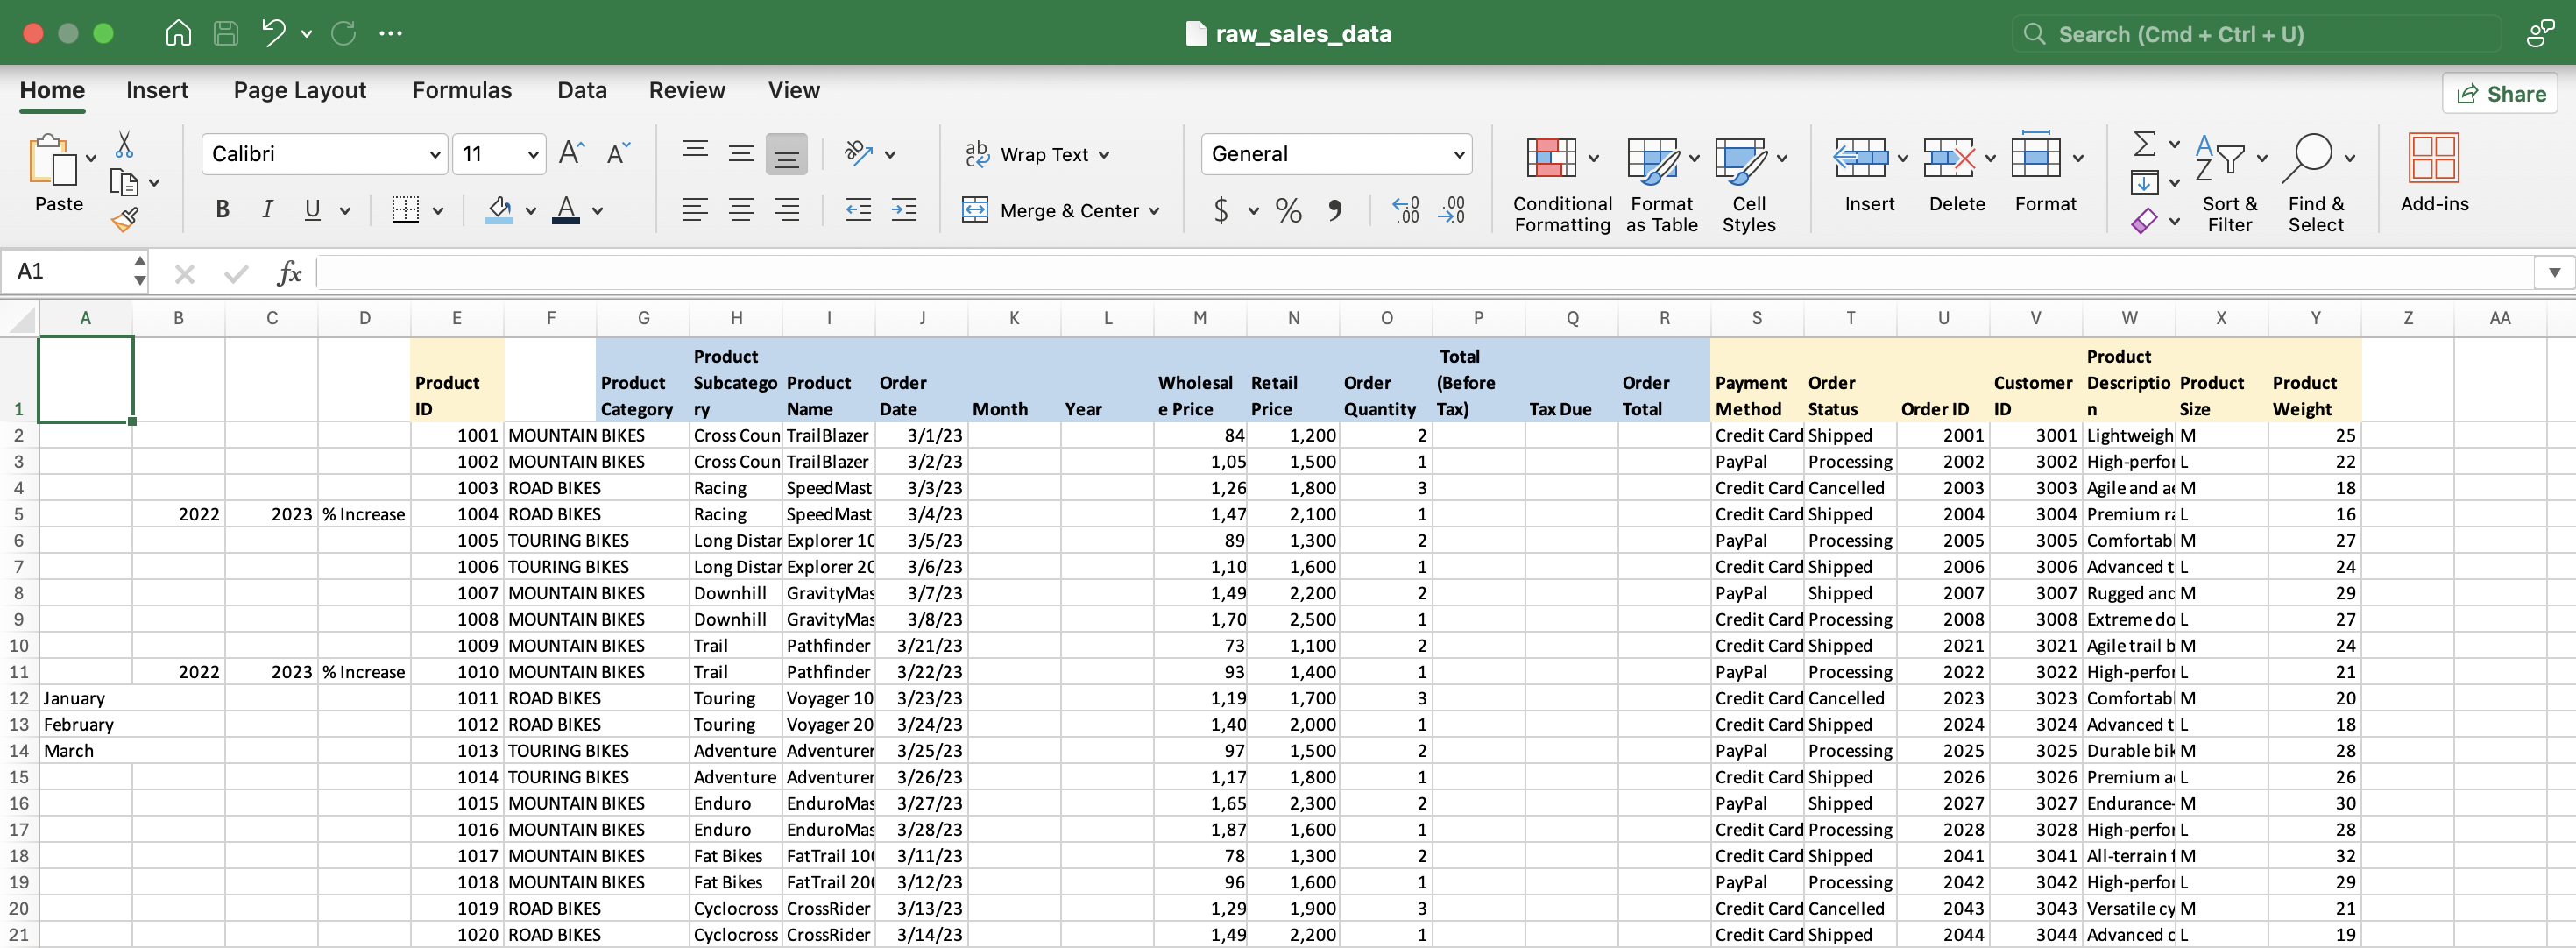 raw_sales_data
Search (Cmd + Ctrl + U)
Home Insert Page Layout Formulas Data Review View Share
Paste Calibri 11 Wrap Text General Merge & Center
Conditional Formatting Format as Table Cell Styles Insert Delete Format Sort & Filter Find & Select Add-ins
A1 fx
A B C D E F G H I J K L M N O P Q R S T U V W X Y Z AA
1 Product ID Product Category Product Subcategory Product Name Order Date Month Year Wholesale Price Retail Price Order Quantity Total (Before Tax) Tax Due Order Total Payment Method Order Status Order ID Customer ID Product Description Product Size Product Weight
2 1001 MOUNTAIN BIKES Cross Coun TrailBlazer 3/1/23 84 1,200 2 Credit Card Shipped 2001 3001 Lightweigh M 25
3 1002 MOUNTAIN BIKES Cross Coun TrailBlazer 3/2/23 1,05 1,500 1 PayPal Processing 2002 3002 High-perfo L 22
4 1003 ROAD BIKES Racing SpeedMast 3/3/23 1,26 1,800 3 Credit Card Cancelled 2003 3003 Agile and ae M 18
5 2022 2023 % Increase 1004 ROAD BIKES Racing SpeedMast 3/4/23 1,47 2,100 1 Credit Card Shipped 2004 3004 Premium ra L 16
6 1005 TOURING BIKES Long Distan Explorer 10 3/5/23 89 1,300 2 PayPal Processing 2005 3005 Comfortabl M 27
7 1006 TOURING BIKES Long Distan Explorer 20 3/6/23 1,10 1,600 1 Credit Card Shipped 2006 3006 Advanced t L 24
8 1007 MOUNTAIN BIKES Downhill GravityMas 3/7/23 1,49 2,200 2 PayPal Shipped 2007 3007 Rugged and M 29
9 1008 MOUNTAIN BIKES Downhill GravityMas 3/8/23 1,70 2,500 1 Credit Card Processing 2008 3008 Extreme do L 27
10 1009 MOUNTAIN BIKES Trail Pathfinder 3/21/23 73 1,100 2 Credit Card Shipped 2021 3021 Agile trail b M 24
11 2022 2023 % Increase 1010 MOUNTAIN BIKES Trail Pathfinder 3/22/23 93 1,400 1 PayPal Processing 2022 3022 High-perfo L 21
12 January 1011 ROAD BIKES Touring Voyager 10 3/23/23 1,19 1,700 3 Credit Card Cancelled 2023 3023 Comfortabl M 20
13 February 1012 ROAD BIKES Touring Voyager 20 3/24/23 1,40 2,000 1 Credit Card Shipped 2024 3024 Advanced t L 18
14 March 1013 TOURING BIKES Adventure Adventurer 3/25/23 97 1,500 2 PayPal Processing 2025 3025 Durable bik M 28
15 1014 TOURING BIKES Adventure Adventurer 3/26/23 1,17 1,800 1 Credit Card Shipped 2026 3026 Premium a L 26
16 1015 MOUNTAIN BIKES Enduro EnduroMas 3/27/23 1,65 2,300 2 PayPal Shipped 2027 3027 Endurance- M 30
17 1016 MOUNTAIN BIKES Enduro EnduroMas 3/28/23 1,87 1,600 1 Credit Card Processing 2028 3028 High-perfo L 28
18 1017 MOUNTAIN BIKES Fat Bikes FatTrail 100 3/11/23 78 1,300 2 Credit Card Shipped 2041 3041 All-terrain M 32
19 1018 MOUNTAIN BIKES Fat Bikes FatTrail 200 3/12/23 96 1,600 1 PayPal Processing 2042 3042 High-perfo L 29
20 1019 ROAD BIKES Cyclocross CrossRider 3/13/23 1,29 1,900 3 Credit Card Cancelled 2043 3043 Versatile cy M 21
21 1020 ROAD BIKES Cyclocross CrossRider 3/14/23 1,49 2,200 1 Credit Card Shipped 2044 3044 Advanced c L 19